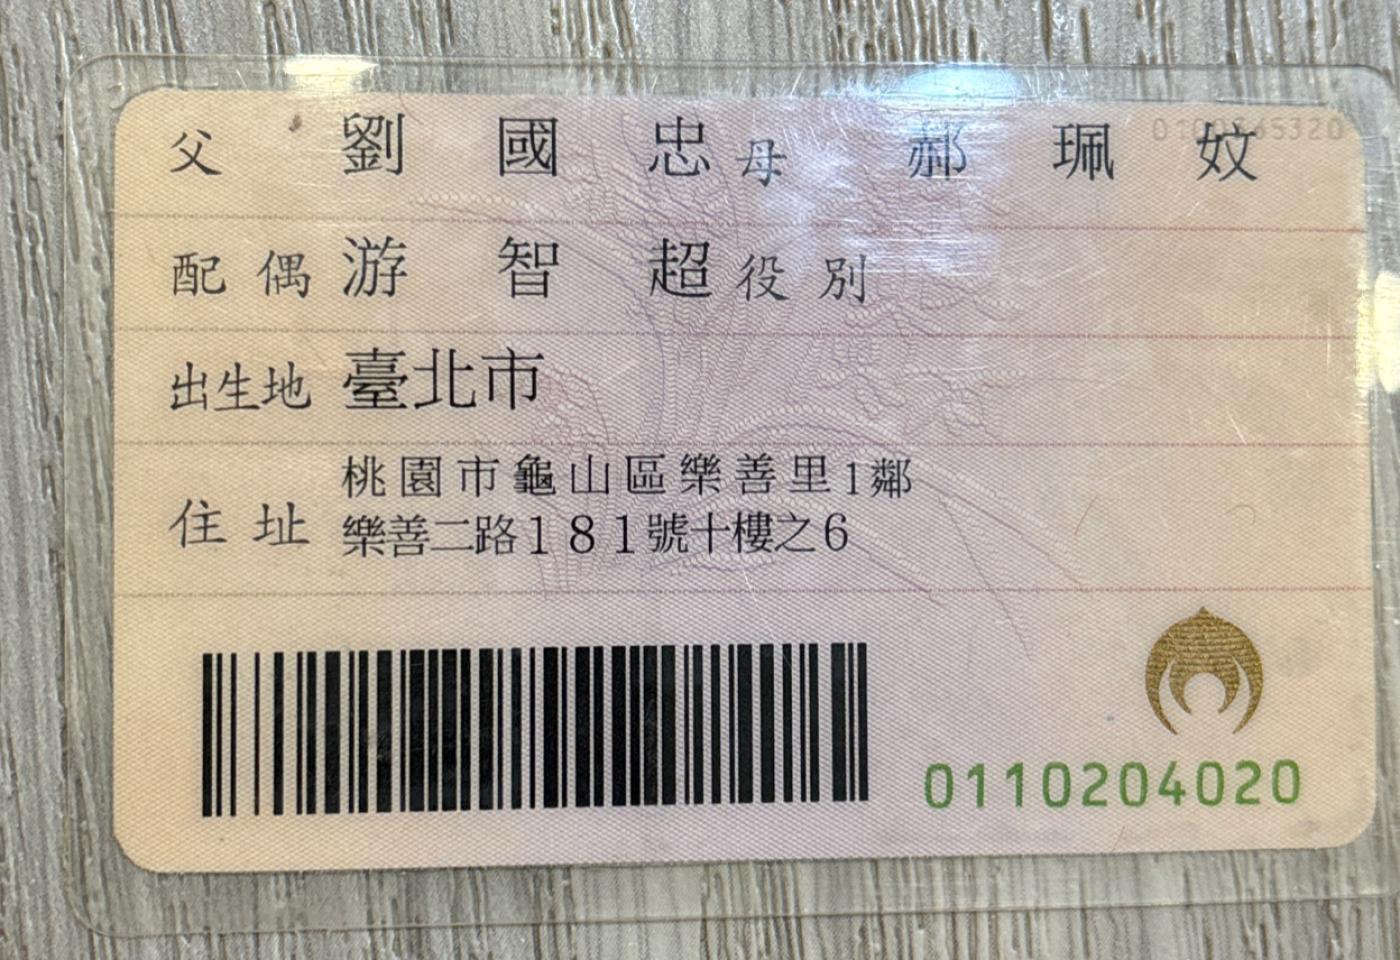 父 劉國忠 母 郝珮妏
配偶 游智超 役別
出生地 臺北市
住址 桃園市龜山區樂善里1鄰
樂善二路181號十樓之6
0110204020